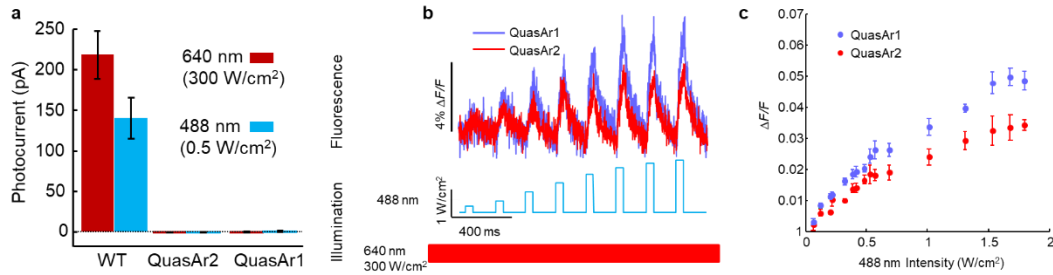 a
Photocurrent (pA)
250
200
150
100
50
0
640 nm
(300 W/cm²)
488 nm
(0.5 W/cm²)
WT QuasAr2 QuasAr1
b
QuasAr1
QuasAr2
Fluorescence
4% ΔF/F
Illumination
488 nm
1 W/cm²
400 ms
640 nm
300 W/cm²
c
QuasAr1
QuasAr2
ΔF/F
0.07
0.06
0.05
0.04
0.03
0.02
0.01
1
0 0.5 1 1.5 2
488 nm Intensity (W/cm²)